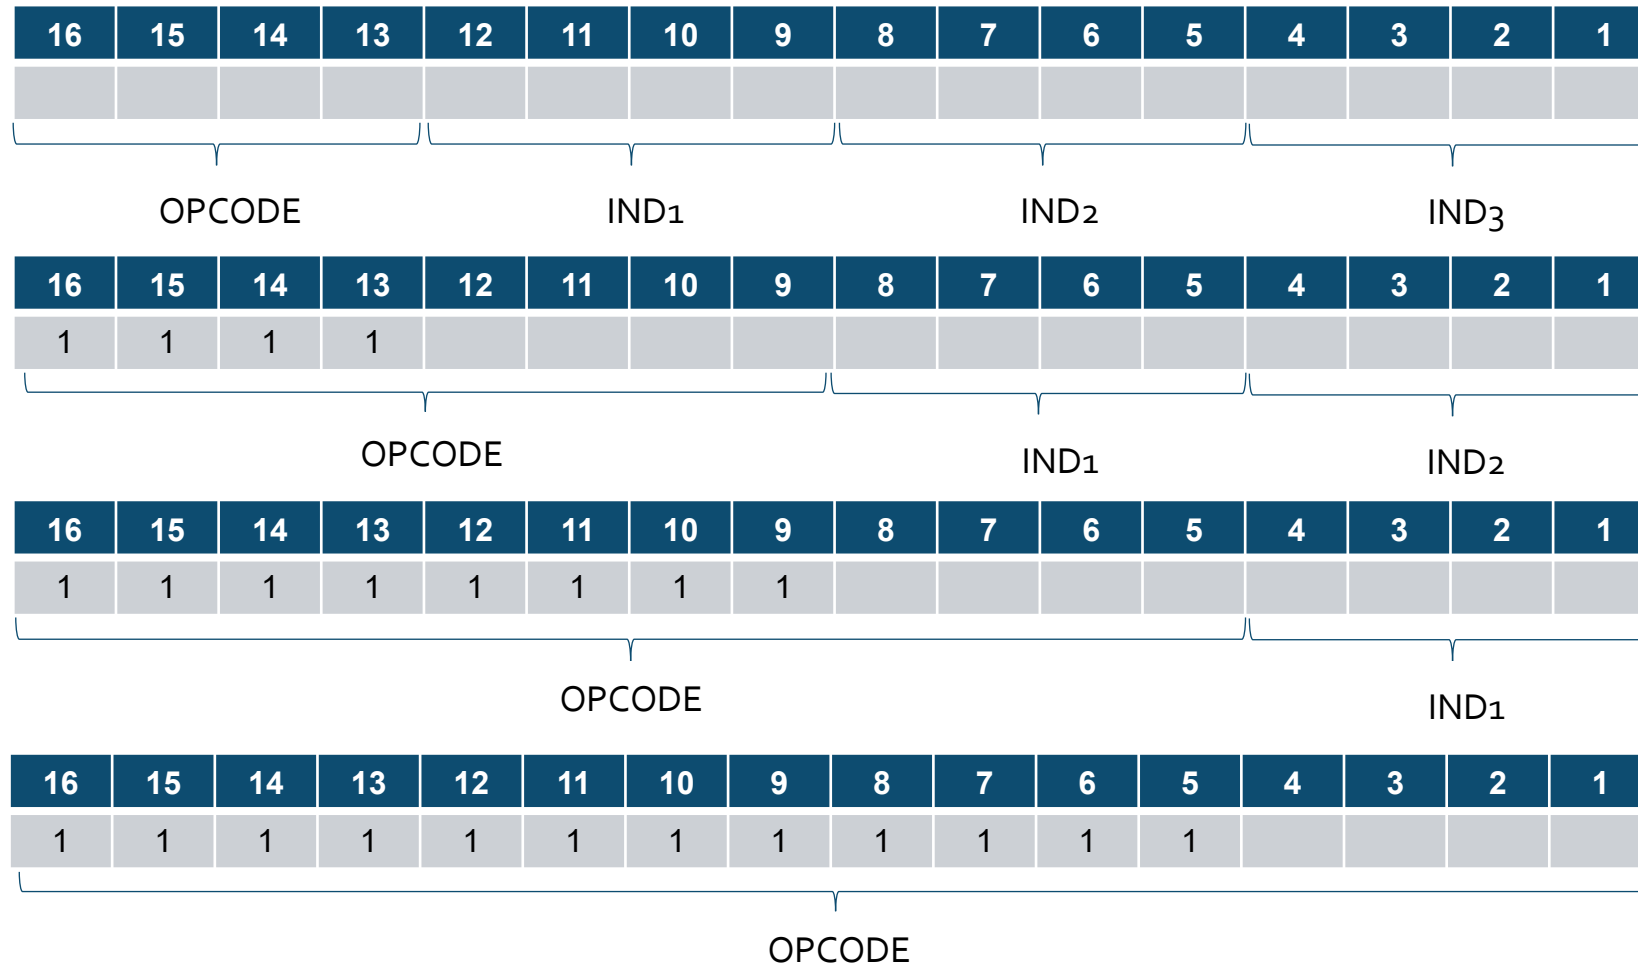 16 15 14 13 12 11 10 9 8 7 6 5 4 3 2 1
OPCODE IND1 IND2 IND3
16 15 14 13 12 11 10 9 8 7 6 5 4 3 2 1
1 1 1 1
OPCODE IND1 IND2
16 15 14 13 12 11 10 9 8 7 6 5 4 3 2 1
1 1 1 1 1 1 1 1
OPCODE IND1
16 15 14 13 12 11 10 9 8 7 6 5 4 3 2 1
1 1 1 1 1 1 1 1 1 1 1 1
OPCODE